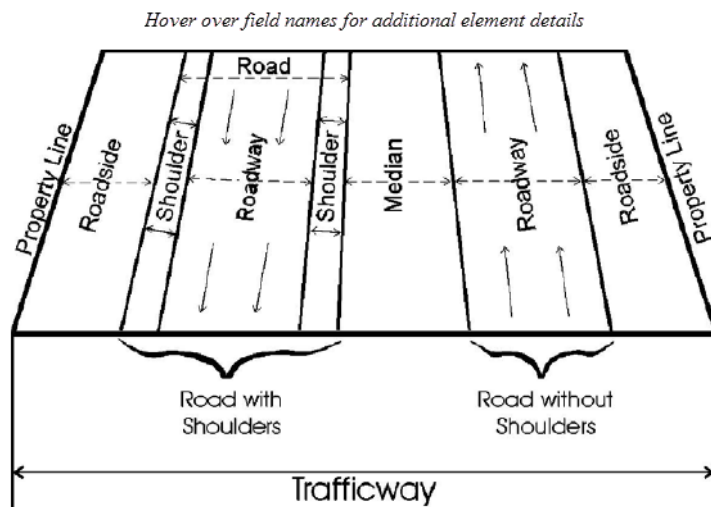 Hover over field names for additional element details
Road
Property Line
Roadside
Shoulder
Roadway
Shoulder
Median
Roadway
Roadside
Property Line
Road with
Shoulders
Road without
Shoulders
Trafficway